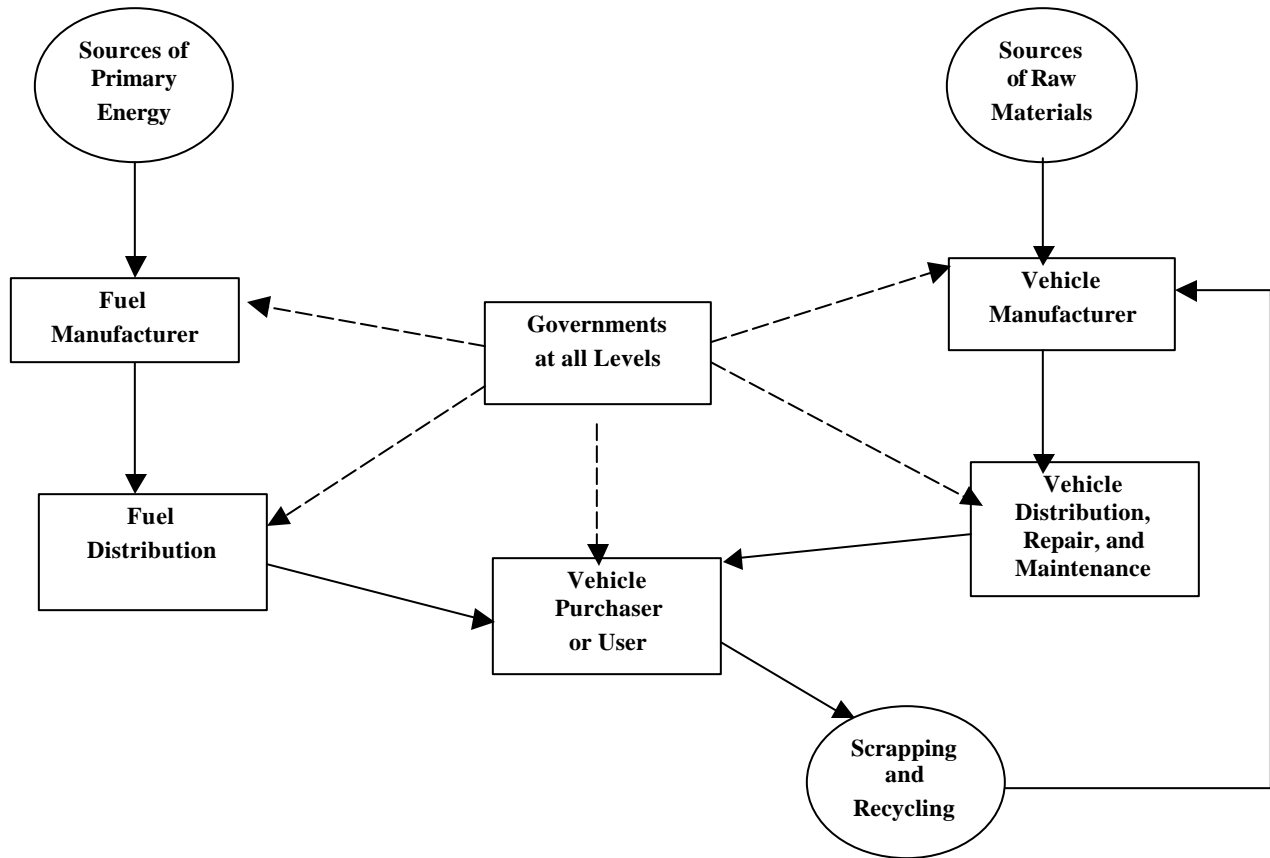 Sources of
Primary
Energy
Sources
of Raw
Materials
Fuel
Manufacturer
Governments
at all Levels
Vehicle
Manufacturer
Fuel
Distribution
Vehicle
Purchaser
or User
Vehicle
Distribution,
Repair, and
Maintenance
Scrapping
and
Recycling